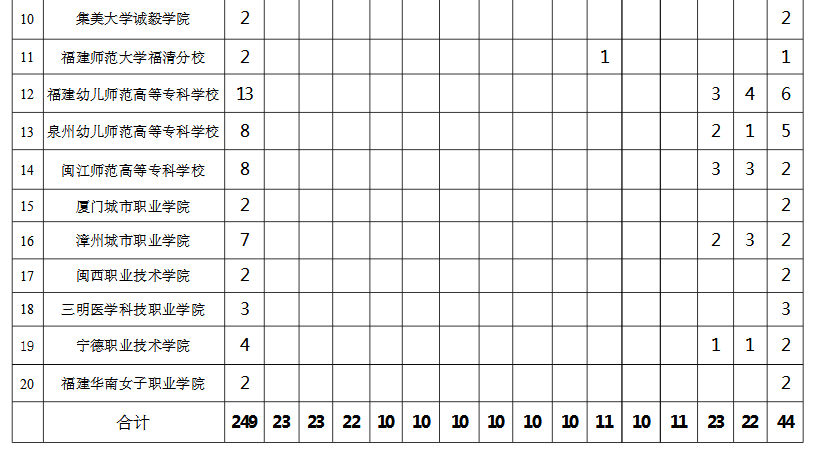 10 集美大学诚毅学院 2 2
11 福建师范大学福清分校 2 1 1
12 福建幼儿师范高等专科学校 13 3 4 6
13 泉州幼儿师范高等专科学校 8 2 1 5
14 闽江师范高等专科学校 8 3 3 2
15 厦门城市职业学院 2 2
16 漳州城市职业学院 7 2 3 2
17 闽西职业技术学院 2 2
18 三明医学科技职业学院 3 3
19 宁德职业技术学院 4 1 1 2
20 福建华南女子职业学院 2 2
合计 249 23 23 22 10 10 10 10 10 10 11 10 11 23 22 44